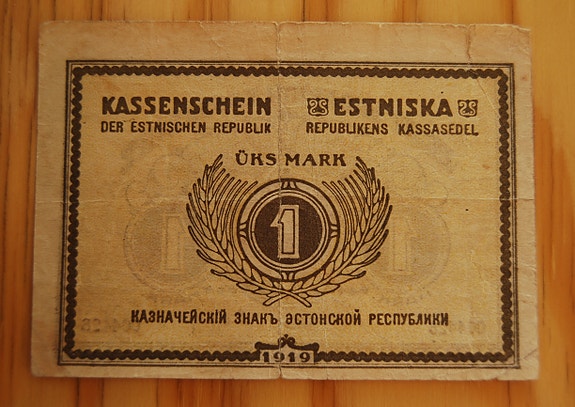 KASSENSCHEIN
DER ESTNISCHEN REPUBLIK
ESTNISKA
REPUBLIKENS KASSASEDEL
ÜKS MARK
1
КАЗНАЧЕЙСКІЙ ЗНАКЪ ЭСТОНСКОЙ РЕСПУБЛИКИ
1919